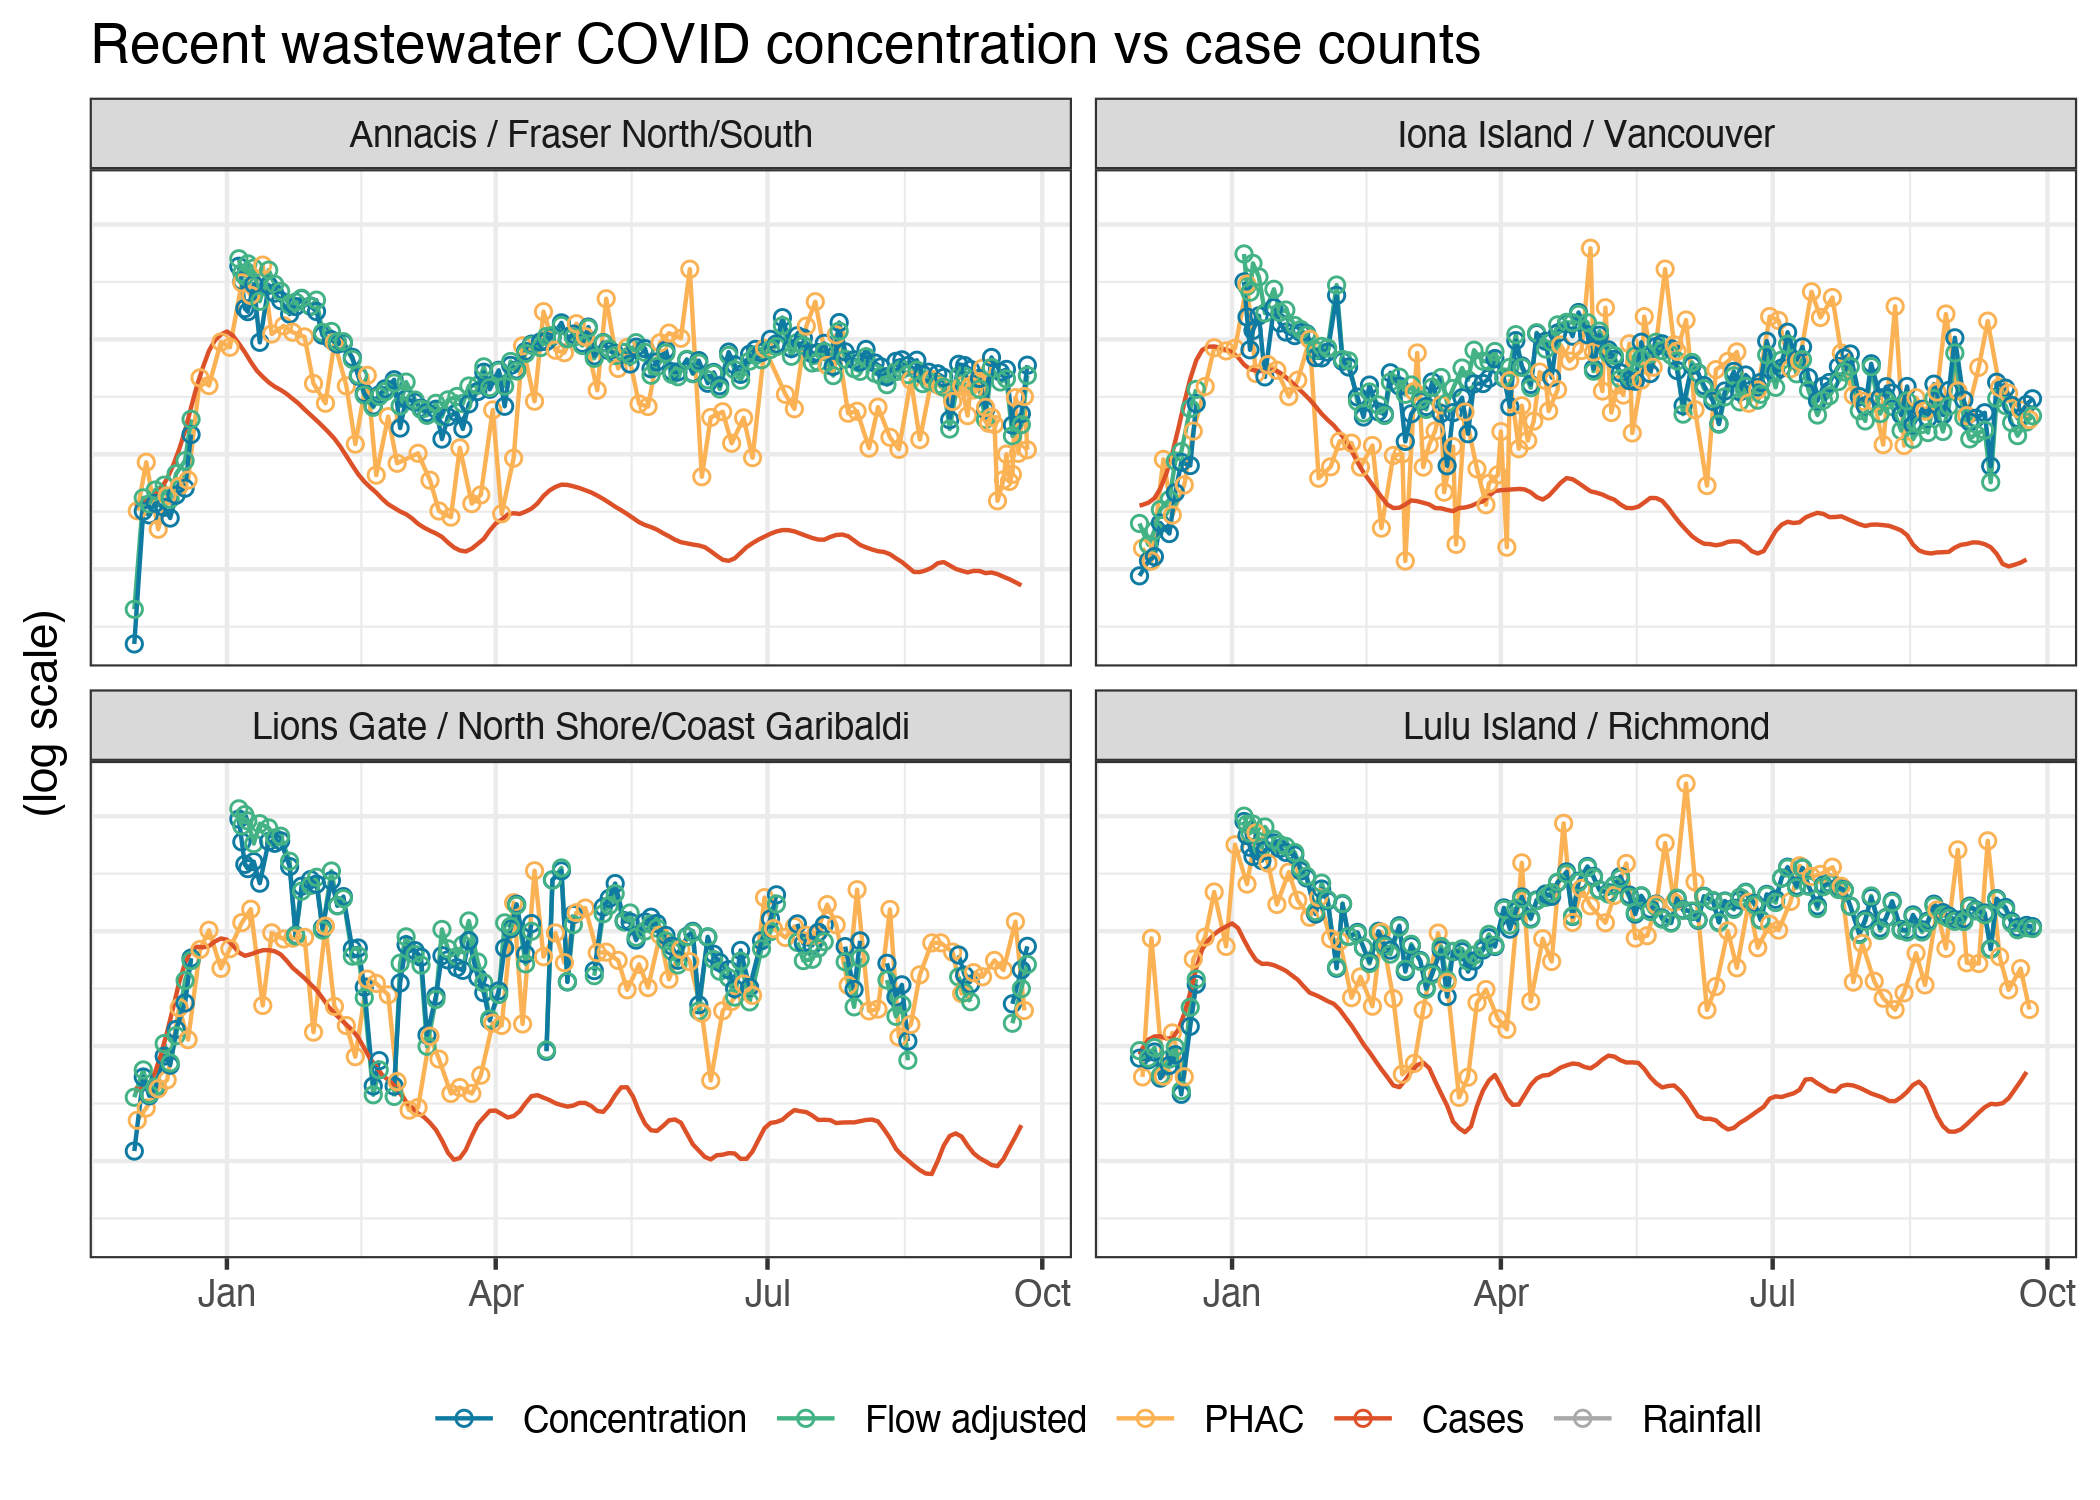 Recent wastewater COVID concentration vs case counts
Annacis / Fraser North/South
Iona Island / Vancouver
(log scale)
Lions Gate / North Shore/Coast Garibaldi
Lulu Island / Richmond
Jan Apr Jul Oct
Jan Apr Jul Oct
Concentration Flow adjusted PHAC Cases Rainfall